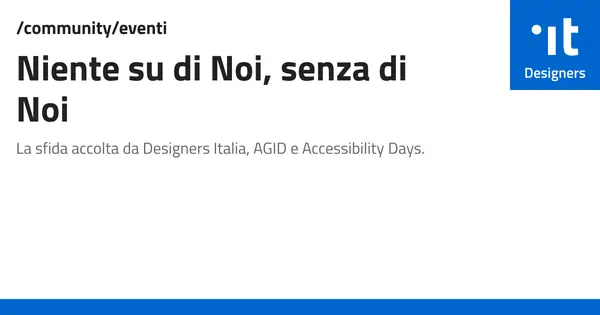 /community/eventi
Niente su di Noi, senza di
Noi
La sfida accolta da Designers Italia, AGID e Accessibility Days.
.it
Designers